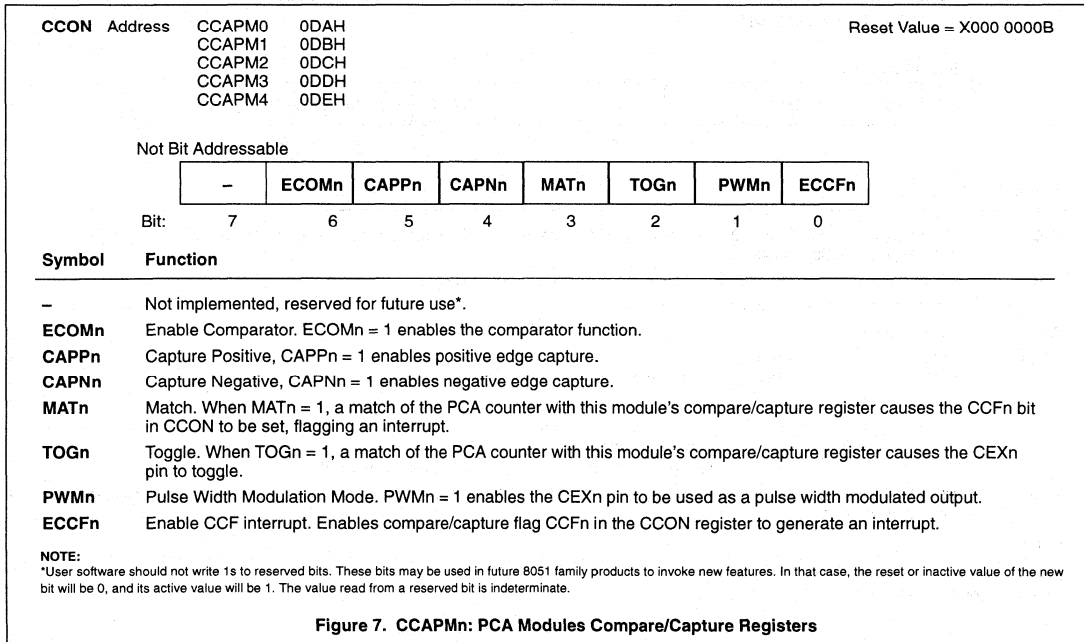 CCON Address CCAPM0 0DAH Reset Value = X000 0000B
CCAPM1 0DBH
CCAPM2 0DCH
CCAPM3 0DDH
CCAPM4 0DEH
Not Bit Addressable
– ECOMn CAPPn CAPNn MATn TOGn PWMn ECCFn
Bit: 7 6 5 4 3 2 1 0
Symbol Function
– Not implemented, reserved for future use*.
ECOMn Enable Comparator. ECOMn = 1 enables the comparator function.
CAPPn Capture Positive, CAPPn = 1 enables positive edge capture.
CAPNn Capture Negative, CAPNn = 1 enables negative edge capture.
MATn Match. When MATn = 1, a match of the PCA counter with this module's compare/capture register causes the CCFn bit
in CCON to be set, flagging an interrupt.
TOGn Toggle. When TOGn = 1, a match of the PCA counter with this module's compare/capture register causes the CEXn
pin to toggle.
PWMn Pulse Width Modulation Mode. PWMn = 1 enables the CEXn pin to be used as a pulse width modulated output.
ECCFn Enable CCF interrupt. Enables compare/capture flag CCFn in the CCON register to generate an interrupt.
NOTE:
*User software should not write 1s to reserved bits. These bits may be used in future 8051 family products to invoke new features. In that case, the reset or inactive value of the new
bit will be 0, and its active value will be 1. The value read from a reserved bit is indeterminate.
Figure 7. CCAPMn: PCA Modules Compare/Capture Registers